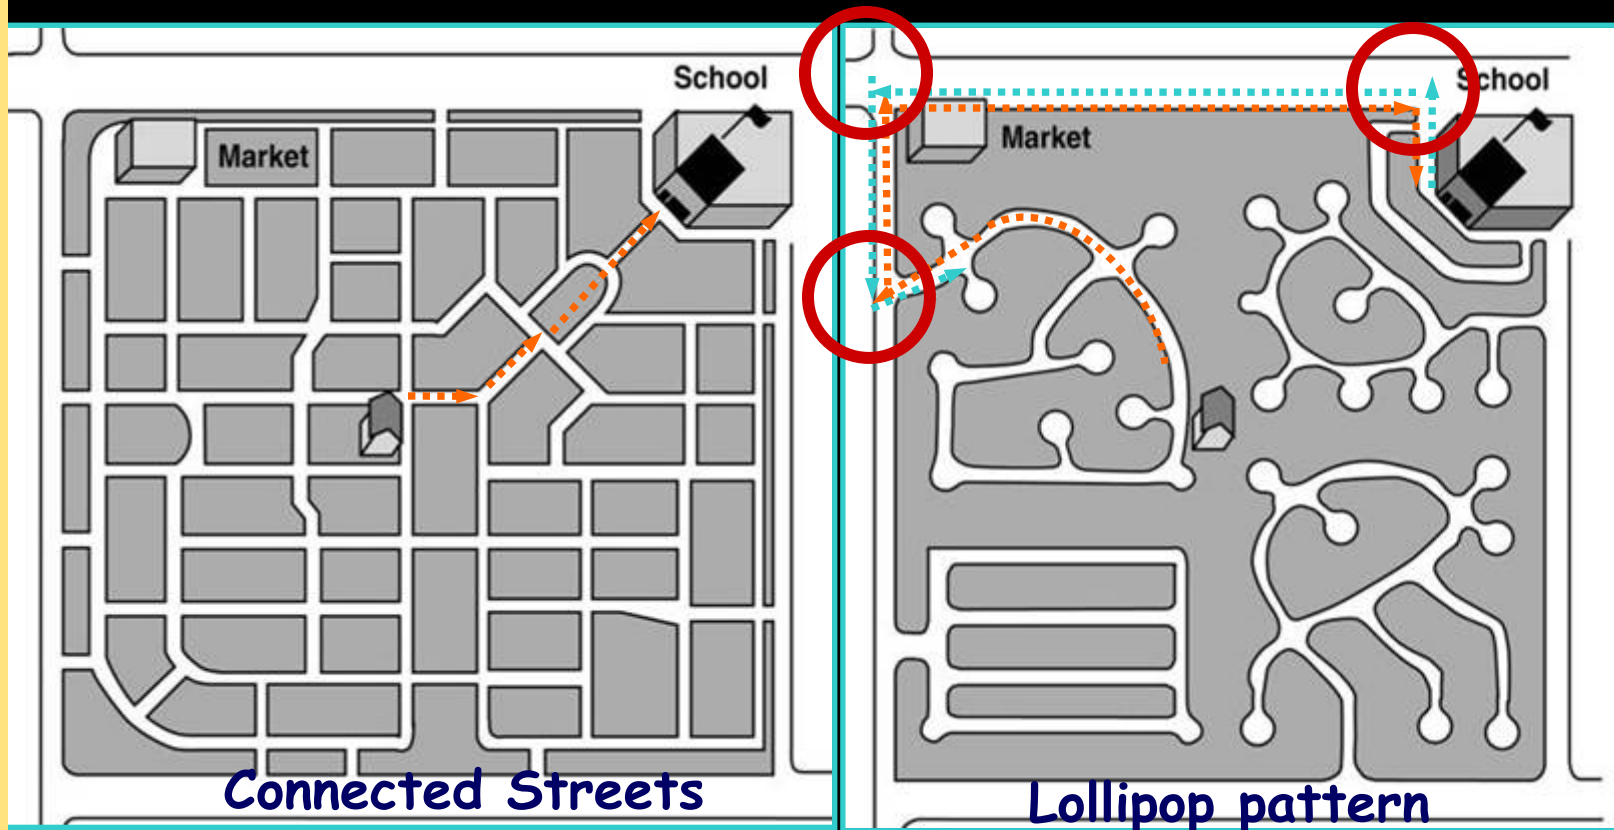 School
Market
Connected Streets
School
Market
Lollipop pattern